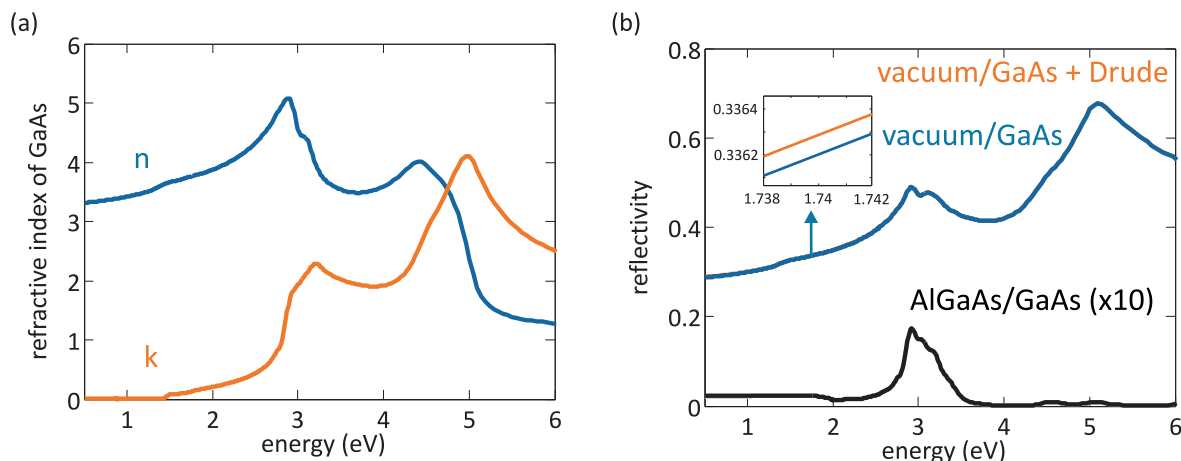 (a)
6
5
4
3
2
1
0
refractive index of GaAs
n
k
1 2 3 4 5 6
energy (eV)
(b)
0.8
0.6
0.4
0.2
0
reflectivity
vacuum/GaAs + Drude
vacuum/GaAs
0.3364
0.3362
1.738 1.74 1.742
AlGaAs/GaAs (x10)
1 2 3 4 5 6
energy (eV)